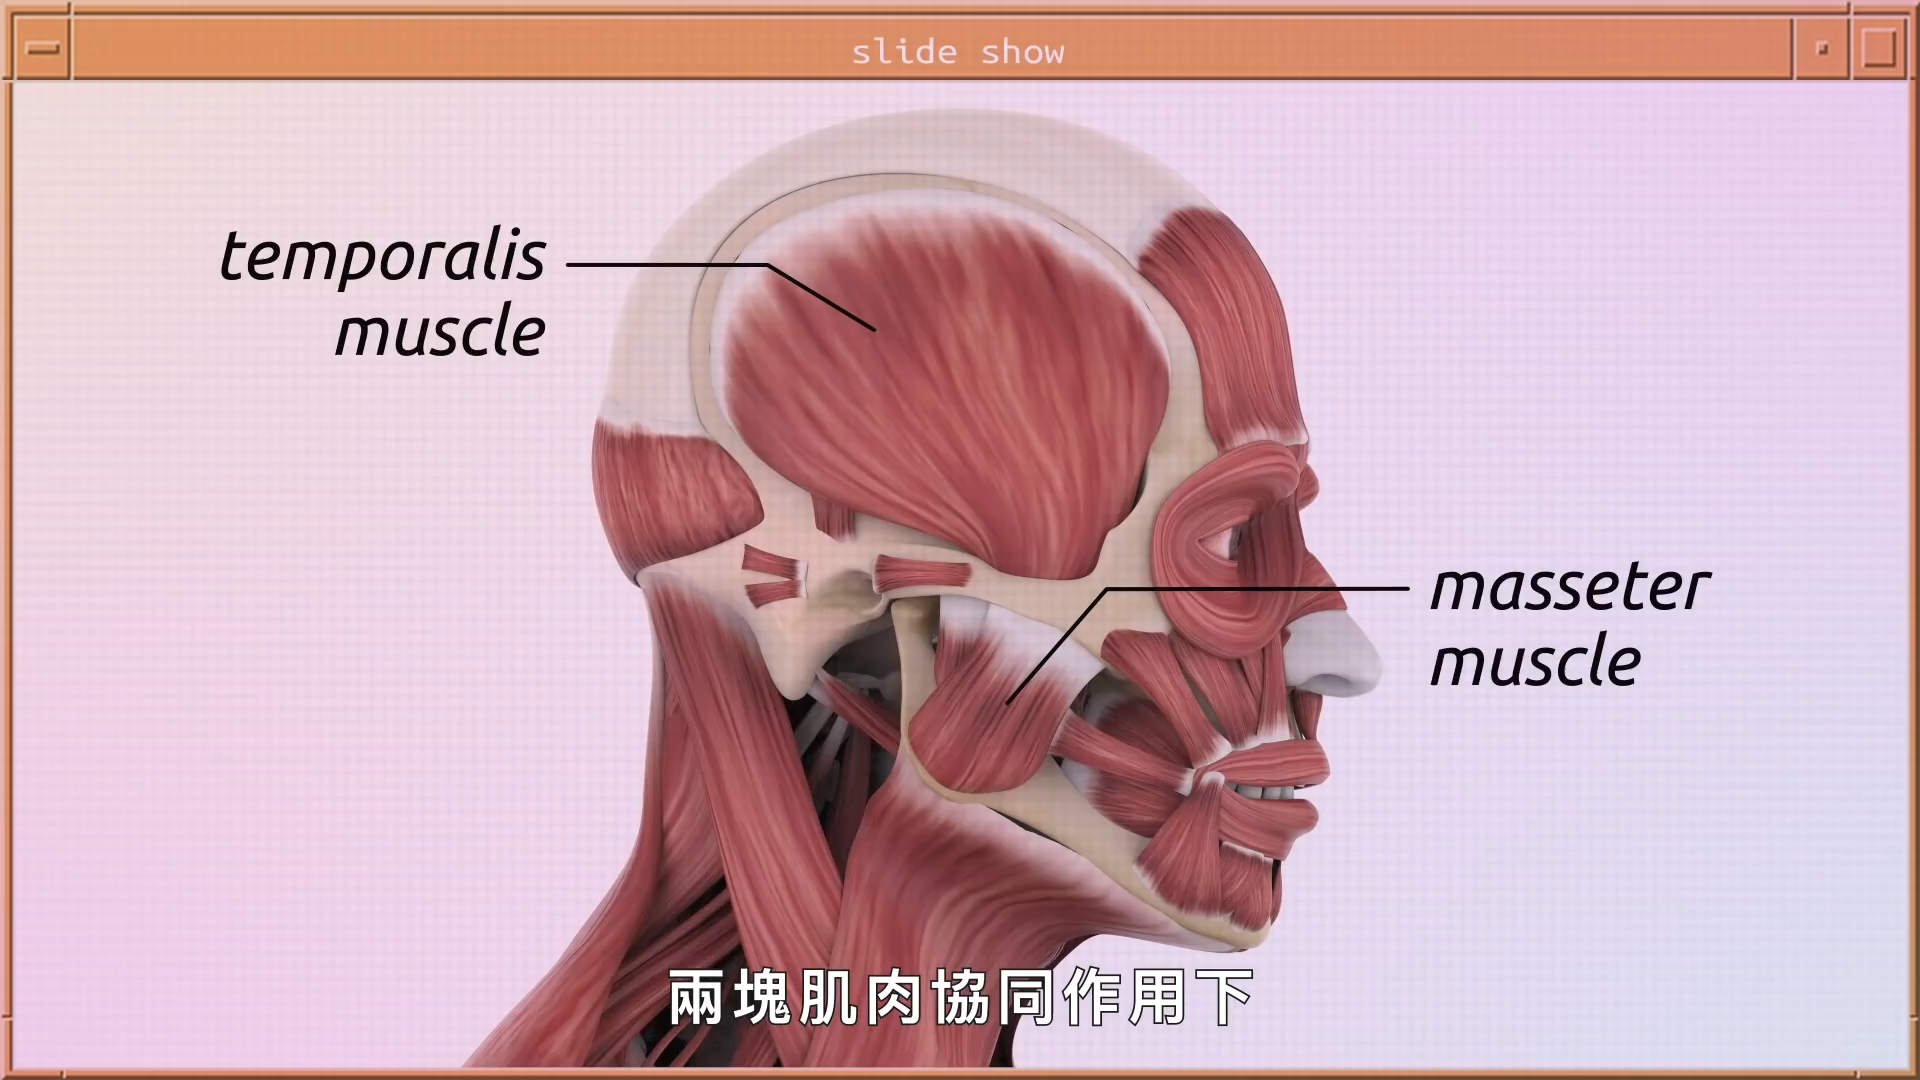 slide show
temporalis
muscle
masseter
muscle
兩塊肌肉協同作用下